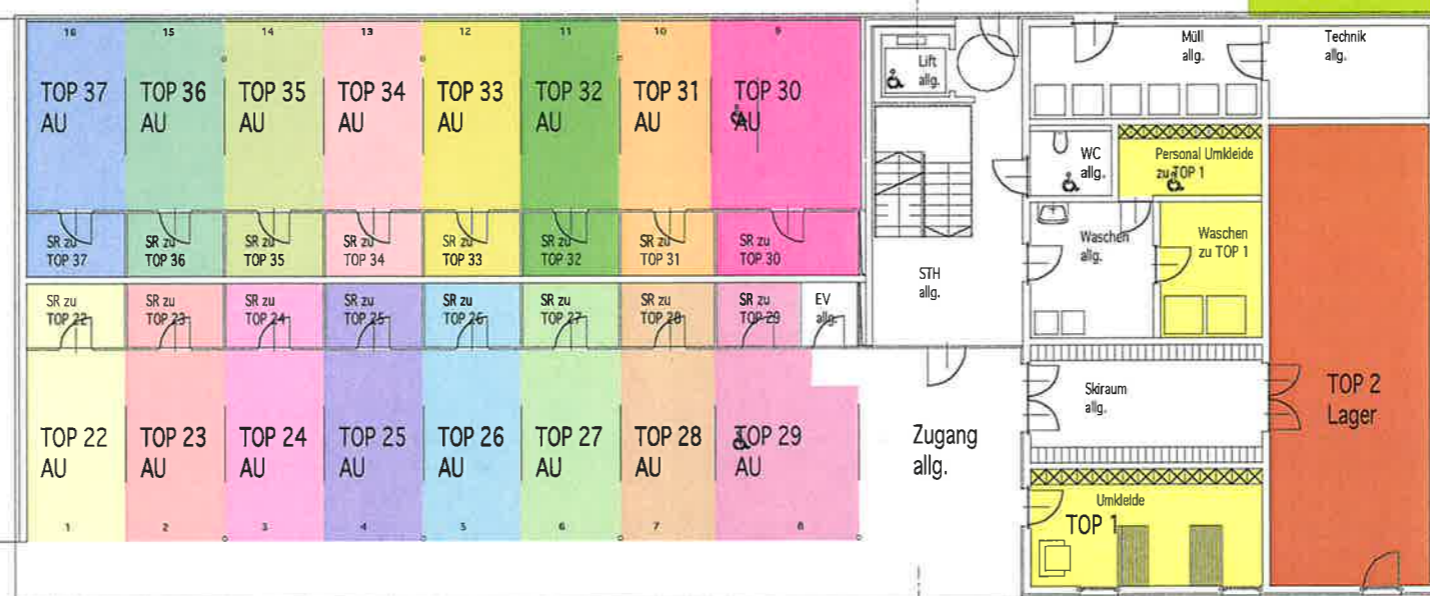 16 15 14 13 12 11 10 9
TOP 37
AU
TOP 36
AU
TOP 35
AU
TOP 34
AU
TOP 33
AU
TOP 32
AU
TOP 31
AU
TOP 30
AU
SR zu
TOP 37
SR zu
TOP 36
SR zu
TOP 35
SR zu
TOP 34
SR zu
TOP 33
SR zu
TOP 32
SR zu
TOP 31
SR zu
TOP 30
SR zu
TOP 22
SR zu
TOP 23
SR zu
TOP 24
SR zu
TOP 25
SR zu
TOP 26
SR zu
TOP 27
SR zu
TOP 28
SR zu
TOP 29
EV
allg.
TOP 22
AU
TOP 23
AU
TOP 24
AU
TOP 25
AU
TOP 26
AU
TOP 27
AU
TOP 28
AU
TOP 29
AU
1 2 3 4 5 6 7 8
Lift
allg.
STH
allg.
Zugang
allg.
Müll
allg.
Technik
allg.
WC
allg.
Personal Umkleide
zu TOP 1
Waschen
allg.
Waschen
zu TOP 1
Skiraum
allg.
Umkleide
TOP 1
TOP 2
Lager